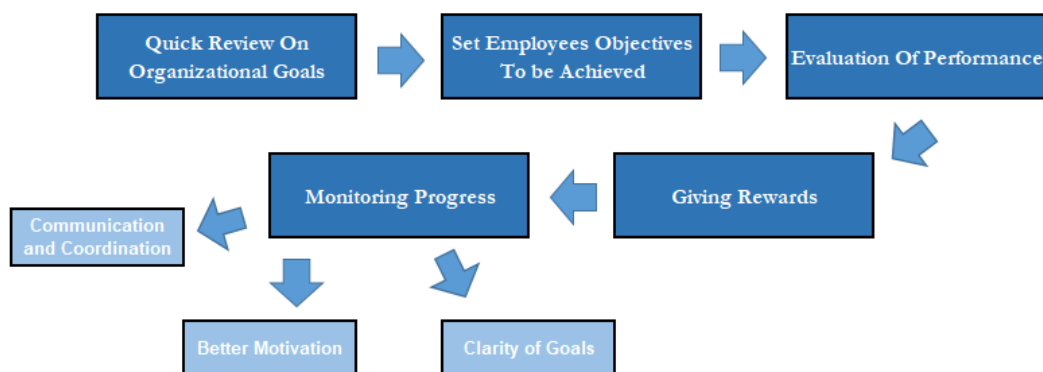 Quick Review On
Organizational Goals
Set Employees Objectives
To be Achieved
Evaluation Of Performance
Monitoring Progress
Giving Rewards
Communication
and Coordination
Better Motivation
Clarity of Goals